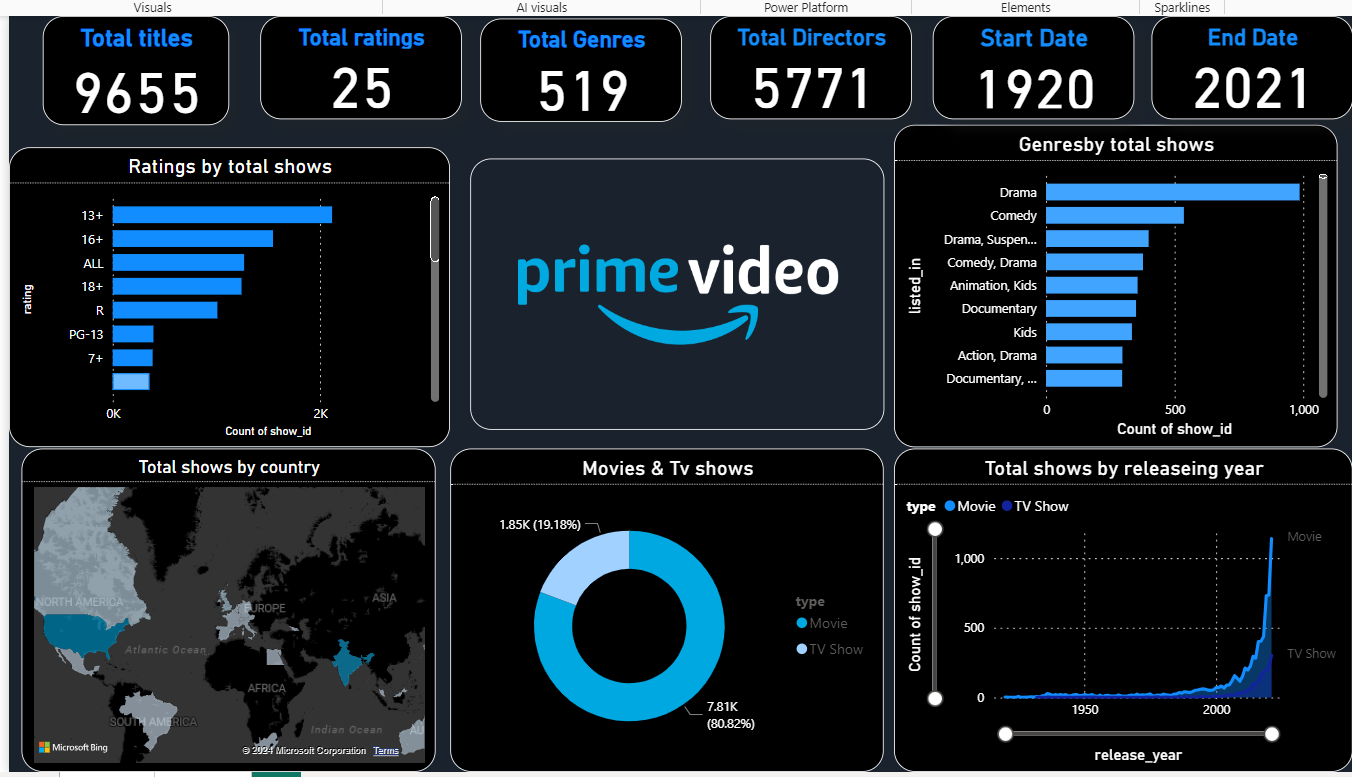 Visuals
AI visuals
Power Platform
Elements
Sparklines
Total titles
9655
Total ratings
25
Total Genres
519
Total Directors
5771
Start Date
1920
End Date
2021
Ratings by total shows
rating
13+
16+
ALL
18+
R
PG-13
7+
0K
2K
Count of show_id
prime video
Genresby total shows
listed_in
Drama
Comedy
Drama, Suspen...
Comedy, Drama
Animation, Kids
Documentary
Kids
Action, Drama
Documentary, ...
0
500
1,000
Count of show_id
Total shows by country
NORTH AMERICA
EUROPE
ASIA
Atlantic Ocean
AFRICA
SOUTH AMERICA
Indian Ocean
AU
Microsoft Bing
© 2024 Microsoft Corporation
Terms
Movies & Tv shows
1.85K (19.18%)
type
Movie
TV Show
7.81K
(80.82%)
Total shows by releaseing year
type
Movie
TV Show
Count of show_id
1,000
500
0
Movie
TV Show
1950
2000
release_year